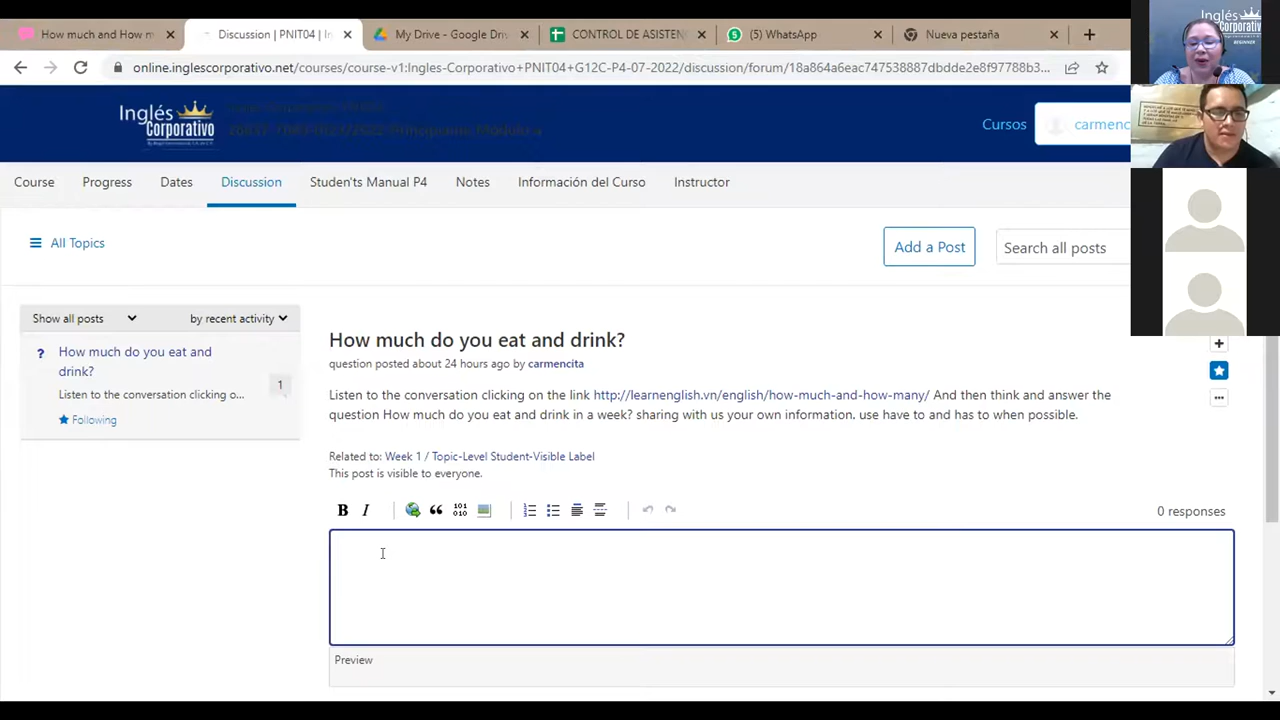 How much and How m
Discussion | PNIT04 | In
My Drive - Google Driv
CONTROL DE ASISTEN
(5) WhatsApp
Nueva pestaña
online.inglescorporativo.net/courses/course-v1:Ingles-Corporativo+PNIT04+G12C-P4-07-2022/discussion/forum/18a864a6eac747538887dbdde2e8f97788b3...
Inglés
Corporativo
BEGINNER
Inglés
Corporativo
Cursos
carmenc
Course
Progress
Dates
Discussion
Studen'ts Manual P4
Notes
Información del Curso
Instructor
All Topics
Add a Post
Search all posts
Show all posts
by recent activity
? How much do you eat and
drink?
Listen to the conversation clicking o...
1
Following
How much do you eat and drink?
question posted about 24 hours ago by carmencita
Listen to the conversation clicking on the link http://learnenglish.vn/english/how-much-and-how-many/ And then think and answer the
question How much do you eat and drink in a week? sharing with us your own information. use have to and has to when possible.
Related to: Week 1 / Topic-Level Student-Visible Label
This post is visible to everyone.
B I
101
010
0 responses
Preview